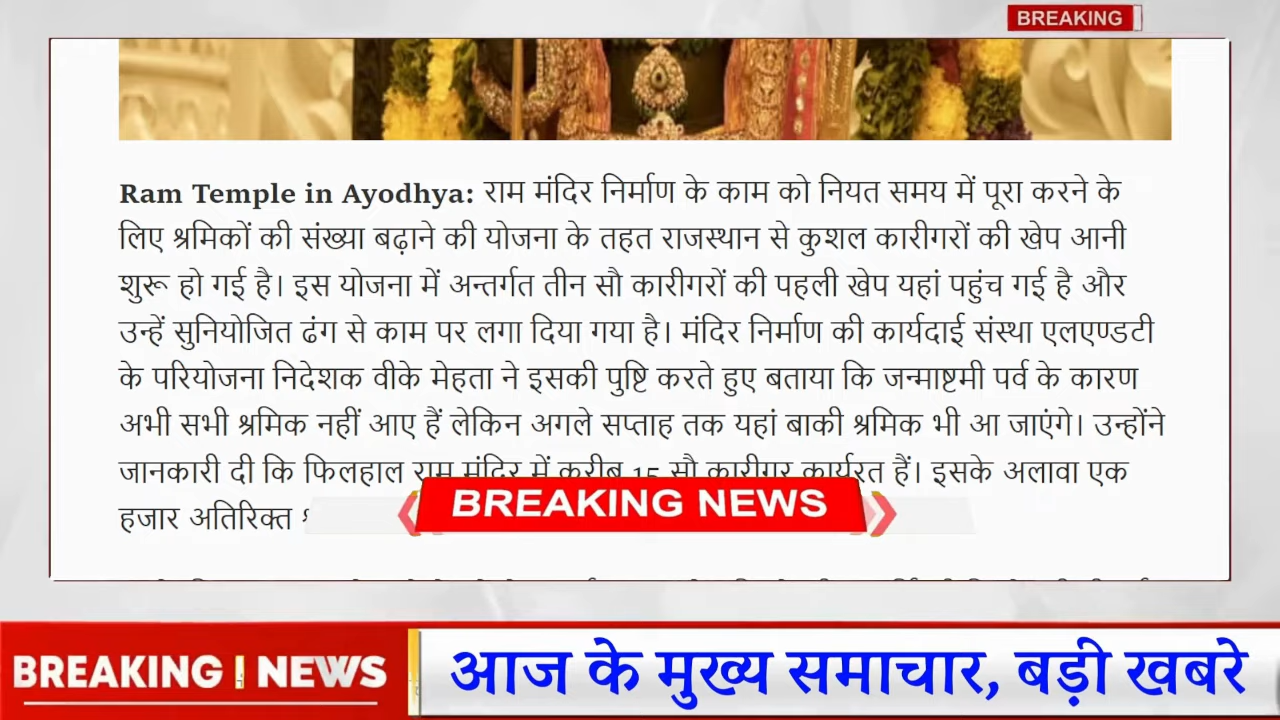 BREAKING
Ram Temple in Ayodhya: राम मंदिर निर्माण के काम को नियत समय में पूरा करने के
लिए श्रमिकों की संख्या बढ़ाने की योजना के तहत राजस्थान से कुशल कारीगरों की खेप आनी
शुरू हो गई है। इस योजना में अन्तर्गत तीन सौ कारीगरों की पहली खेप यहां पहुंच गई है और
उन्हें सुनियोजित ढंग से काम पर लगा दिया गया है। मंदिर निर्माण की कार्यदाई संस्था एलएण्डटी
के परियोजना निदेशक वीके मेहता ने इसकी पुष्टि करते हुए बताया कि जन्माष्टमी पर्व के कारण
अभी सभी श्रमिक नहीं आए हैं लेकिन अगले सप्ताह तक यहां बाकी श्रमिक भी आ जाएंगे। उन्होंने
जानकारी दी कि फिलहाल राम मंदिर में करीब 15 सौ कारीगर कार्यरत हैं। इसके अलावा एक
हजार अतिरिक्त
BREAKING NEWS
BREAKING NEWS
आज के मुख्य समाचार, बड़ी खबरे